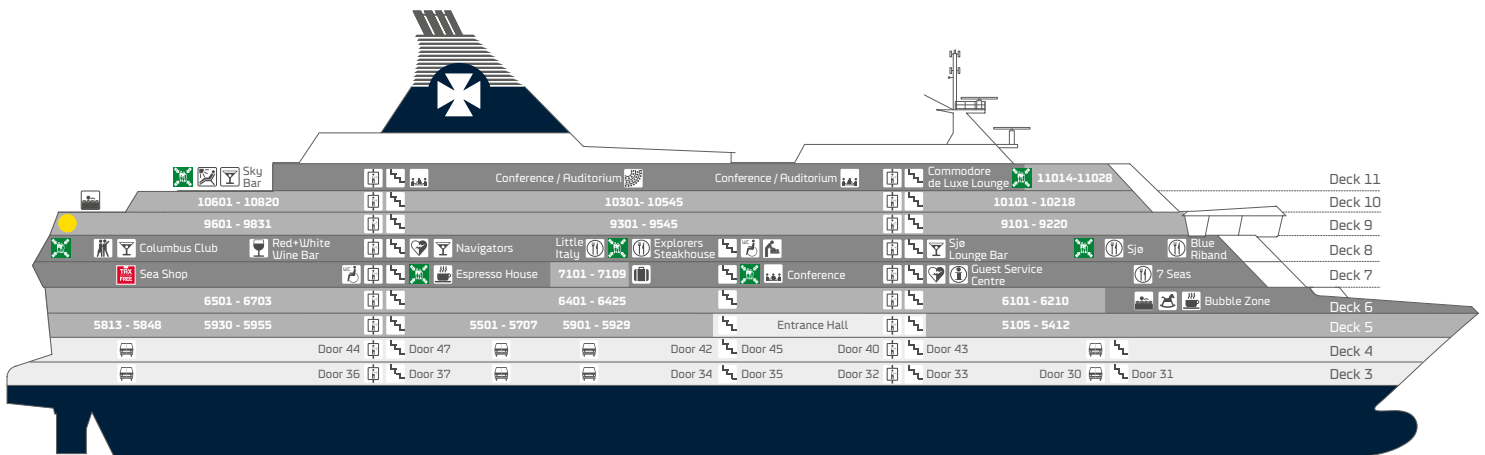 Sky
Bar
Conference / Auditorium
Conference / Auditorium
Commodore
de Luxe Lounge
11014-11028
Deck 11
10601 - 10820
10301- 10545
10101 - 10218
Deck 10
9601 - 9831
9301 - 9545
9101 - 9220
Deck 9
Columbus Club
Red+White
Wine Bar
Navigators
Little
Italy
Explorers
Steakhouse
WC
Sjø
Lounge Bar
Sjø
Blue
Riband
Deck 8
TAX
FREE
Sea Shop
WC
Espresso House
7101 - 7109
Conference
Guest Service
Centre
7 Seas
Deck 7
6501 - 6703
6401 - 6425
6101 - 6210
Bubble Zone
Deck 6
5813 - 5848
5930 - 5955
5501 - 5707
5901 - 5929
Entrance Hall
5105 - 5412
Deck 5
Door 44
Door 47
Door 42
Door 45
Door 40
Door 43
Deck 4
Door 36
Door 37
Door 34
Door 35
Door 32
Door 33
Door 30
Door 31
Deck 3